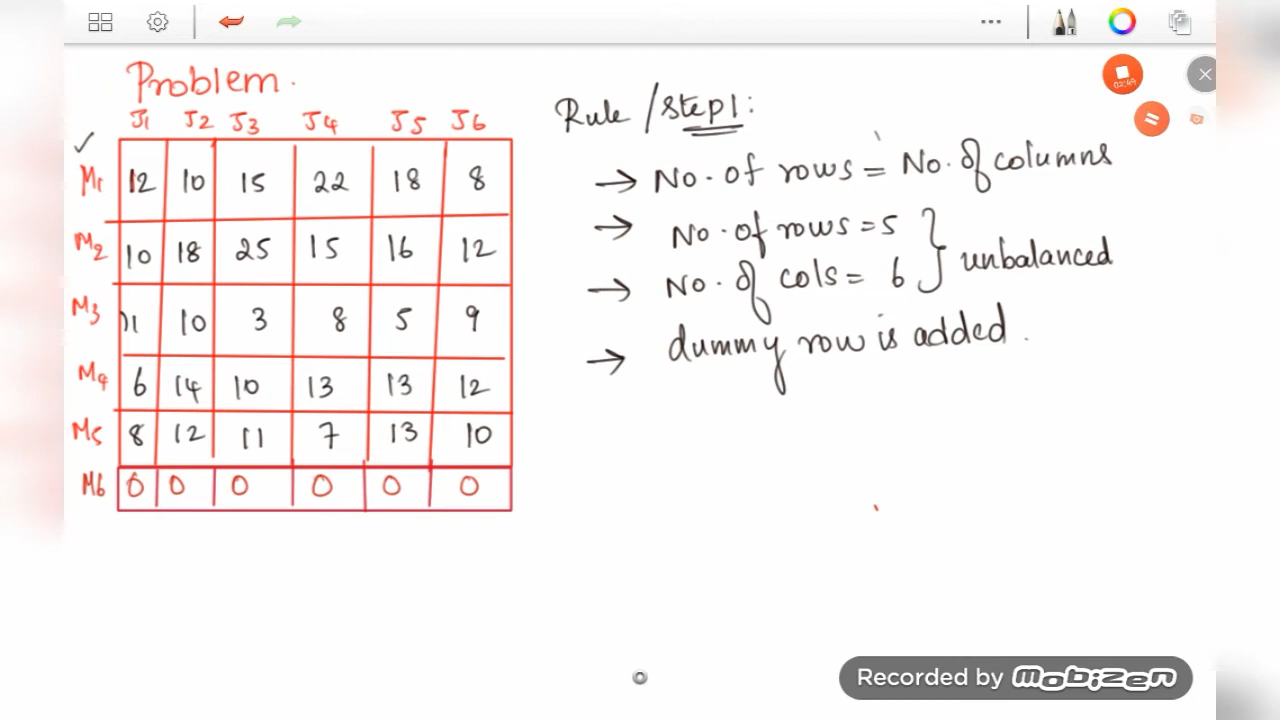 Problem.
J1 J2 J3 J4 J5 J6
M1 12 10 15 22 18 8
M2 10 18 25 15 16 12
M3 11 10 3 8 5 9
M4 6 14 10 13 13 12
M5 8 12 11 7 13 10
M6 0 0 0 0 0 0
Rule / Step1:
→ No. of rows = No. of columns
→ No. of rows = 5
→ No. of cols = 6 } unbalanced
→ dummy row is added.
02:49
Recorded by MOBIZEN